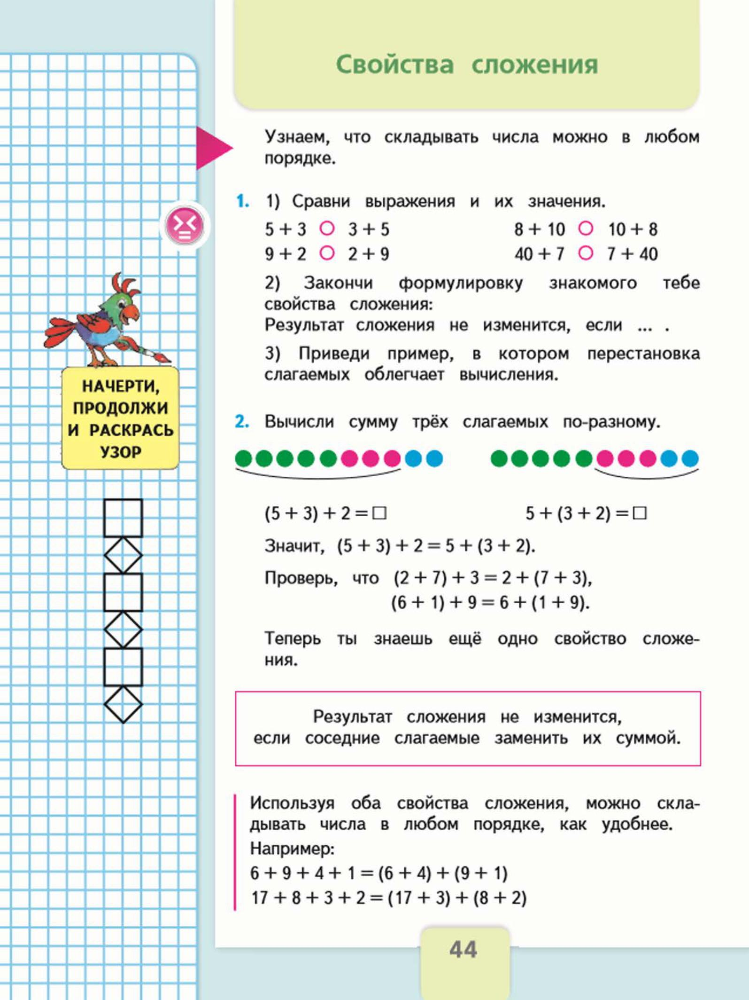 Свойства сложения
Узнаем, что складывать числа можно в любом
порядке.
1. 1) Сравни выражения и их значения.
5 + 3 ○ 3 + 5 8 + 10 ○ 10 + 8
9 + 2 ○ 2 + 9 40 + 7 ○ 7 + 40
2) Закончи формулировку знакомого тебе
свойства сложения:
Результат сложения не изменится, если ... .
3) Приведи пример, в котором перестановка
слагаемых облегчает вычисления.
НАЧЕРТИ,
ПРОДОЛЖИ
И РАСКРАСЬ
УЗОР
2. Вычисли сумму трёх слагаемых по-разному.
(5 + 3) + 2 = □ 5 + (3 + 2) = □
Значит, (5 + 3) + 2 = 5 + (3 + 2).
Проверь, что (2 + 7) + 3 = 2 + (7 + 3),
(6 + 1) + 9 = 6 + (1 + 9).
Теперь ты знаешь ещё одно свойство сложе-
ния.
Результат сложения не изменится,
если соседние слагаемые заменить их суммой.
Используя оба свойства сложения, можно скла-
дывать числа в любом порядке, как удобнее.
Например:
6 + 9 + 4 + 1 = (6 + 4) + (9 + 1)
17 + 8 + 3 + 2 = (17 + 3) + (8 + 2)
44